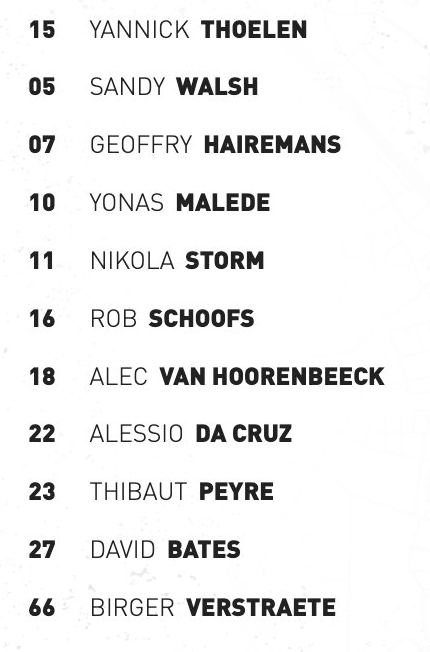 15 YANNICK THOELEN
05 SANDY WALSH
07 GEOFFRY HAIREMANS
10 YONAS MALEDE
11 NIKOLA STORM
16 ROB SCHOOFS
18 ALEC VAN HOORENBEECK
22 ALESSIO DA CRUZ
23 THIBAUT PEYRE
27 DAVID BATES
66 BIRGER VERSTRAETE